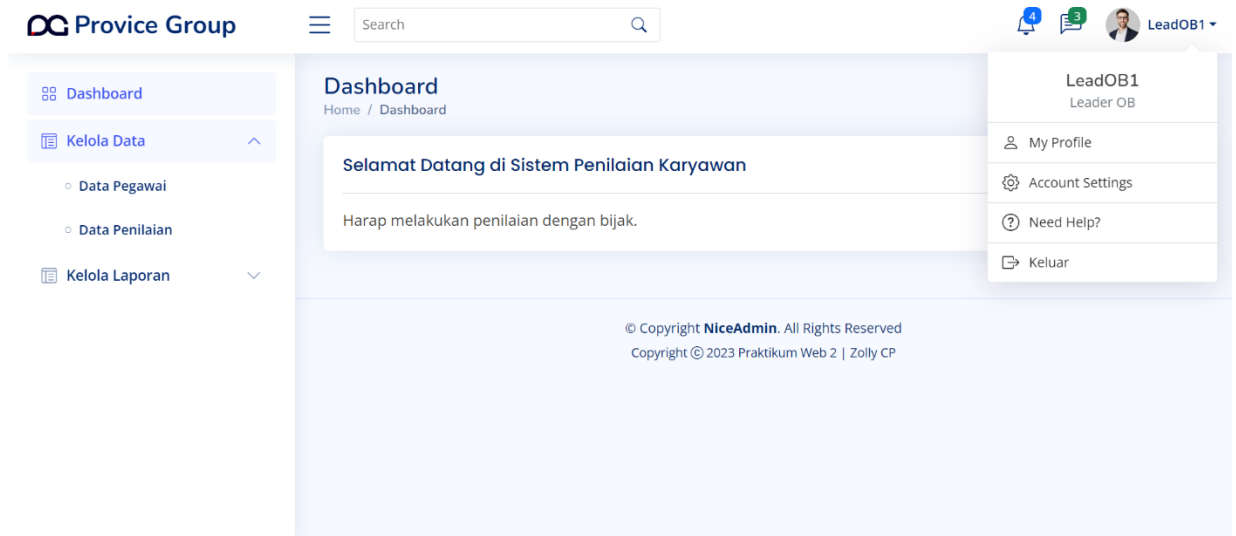 Provice Group
Search
4
3
LeadOB1
Dashboard
Kelola Data
Data Pegawai
Data Penilaian
Kelola Laporan
Dashboard
Home / Dashboard
Selamat Datang di Sistem Penilaian Karyawan
Harap melakukan penilaian dengan bijak.
LeadOB1
Leader OB
My Profile
Account Settings
Need Help?
Keluar
© Copyright NiceAdmin. All Rights Reserved
Copyright ⓒ 2023 Praktikum Web 2 | Zolly CP